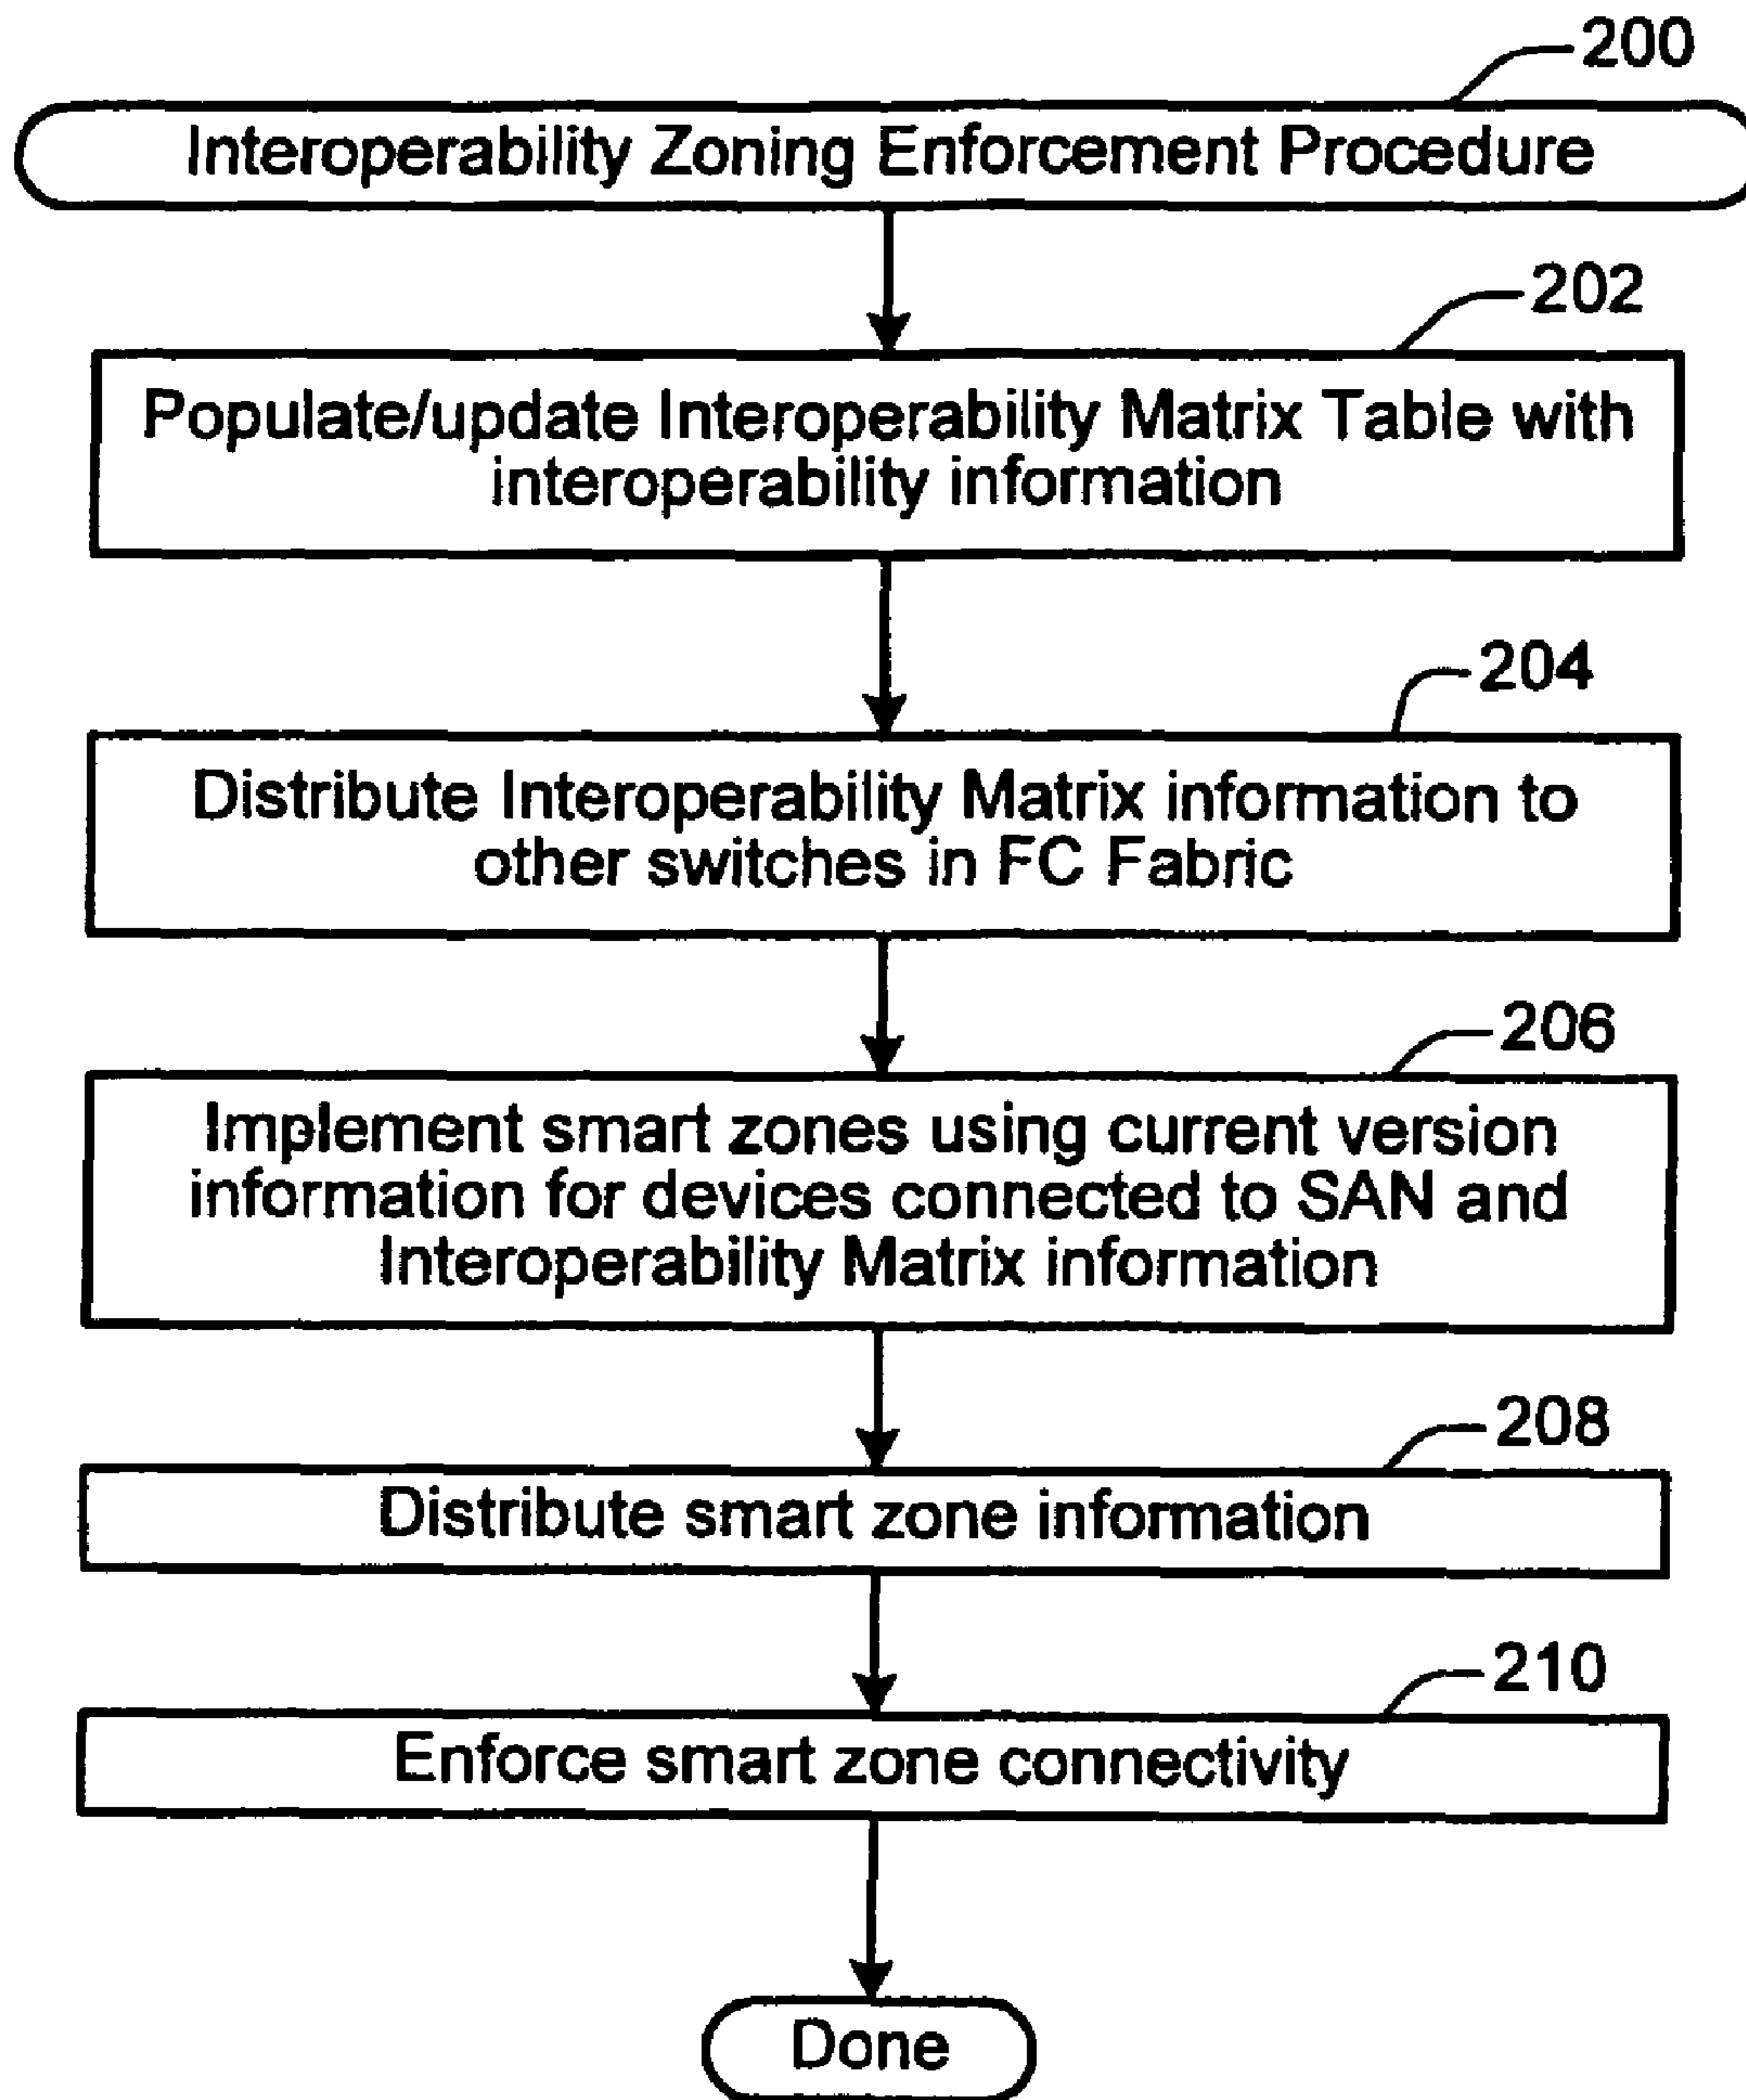 200
Interoperability Zoning Enforcement Procedure
202
Populate/update Interoperability Matrix Table with
interoperability information
204
Distribute Interoperability Matrix information to
other switches in FC Fabric
206
Implement smart zones using current version
information for devices connected to SAN and
Interoperability Matrix information
208
Distribute smart zone information
210
Enforce smart zone connectivity
Done